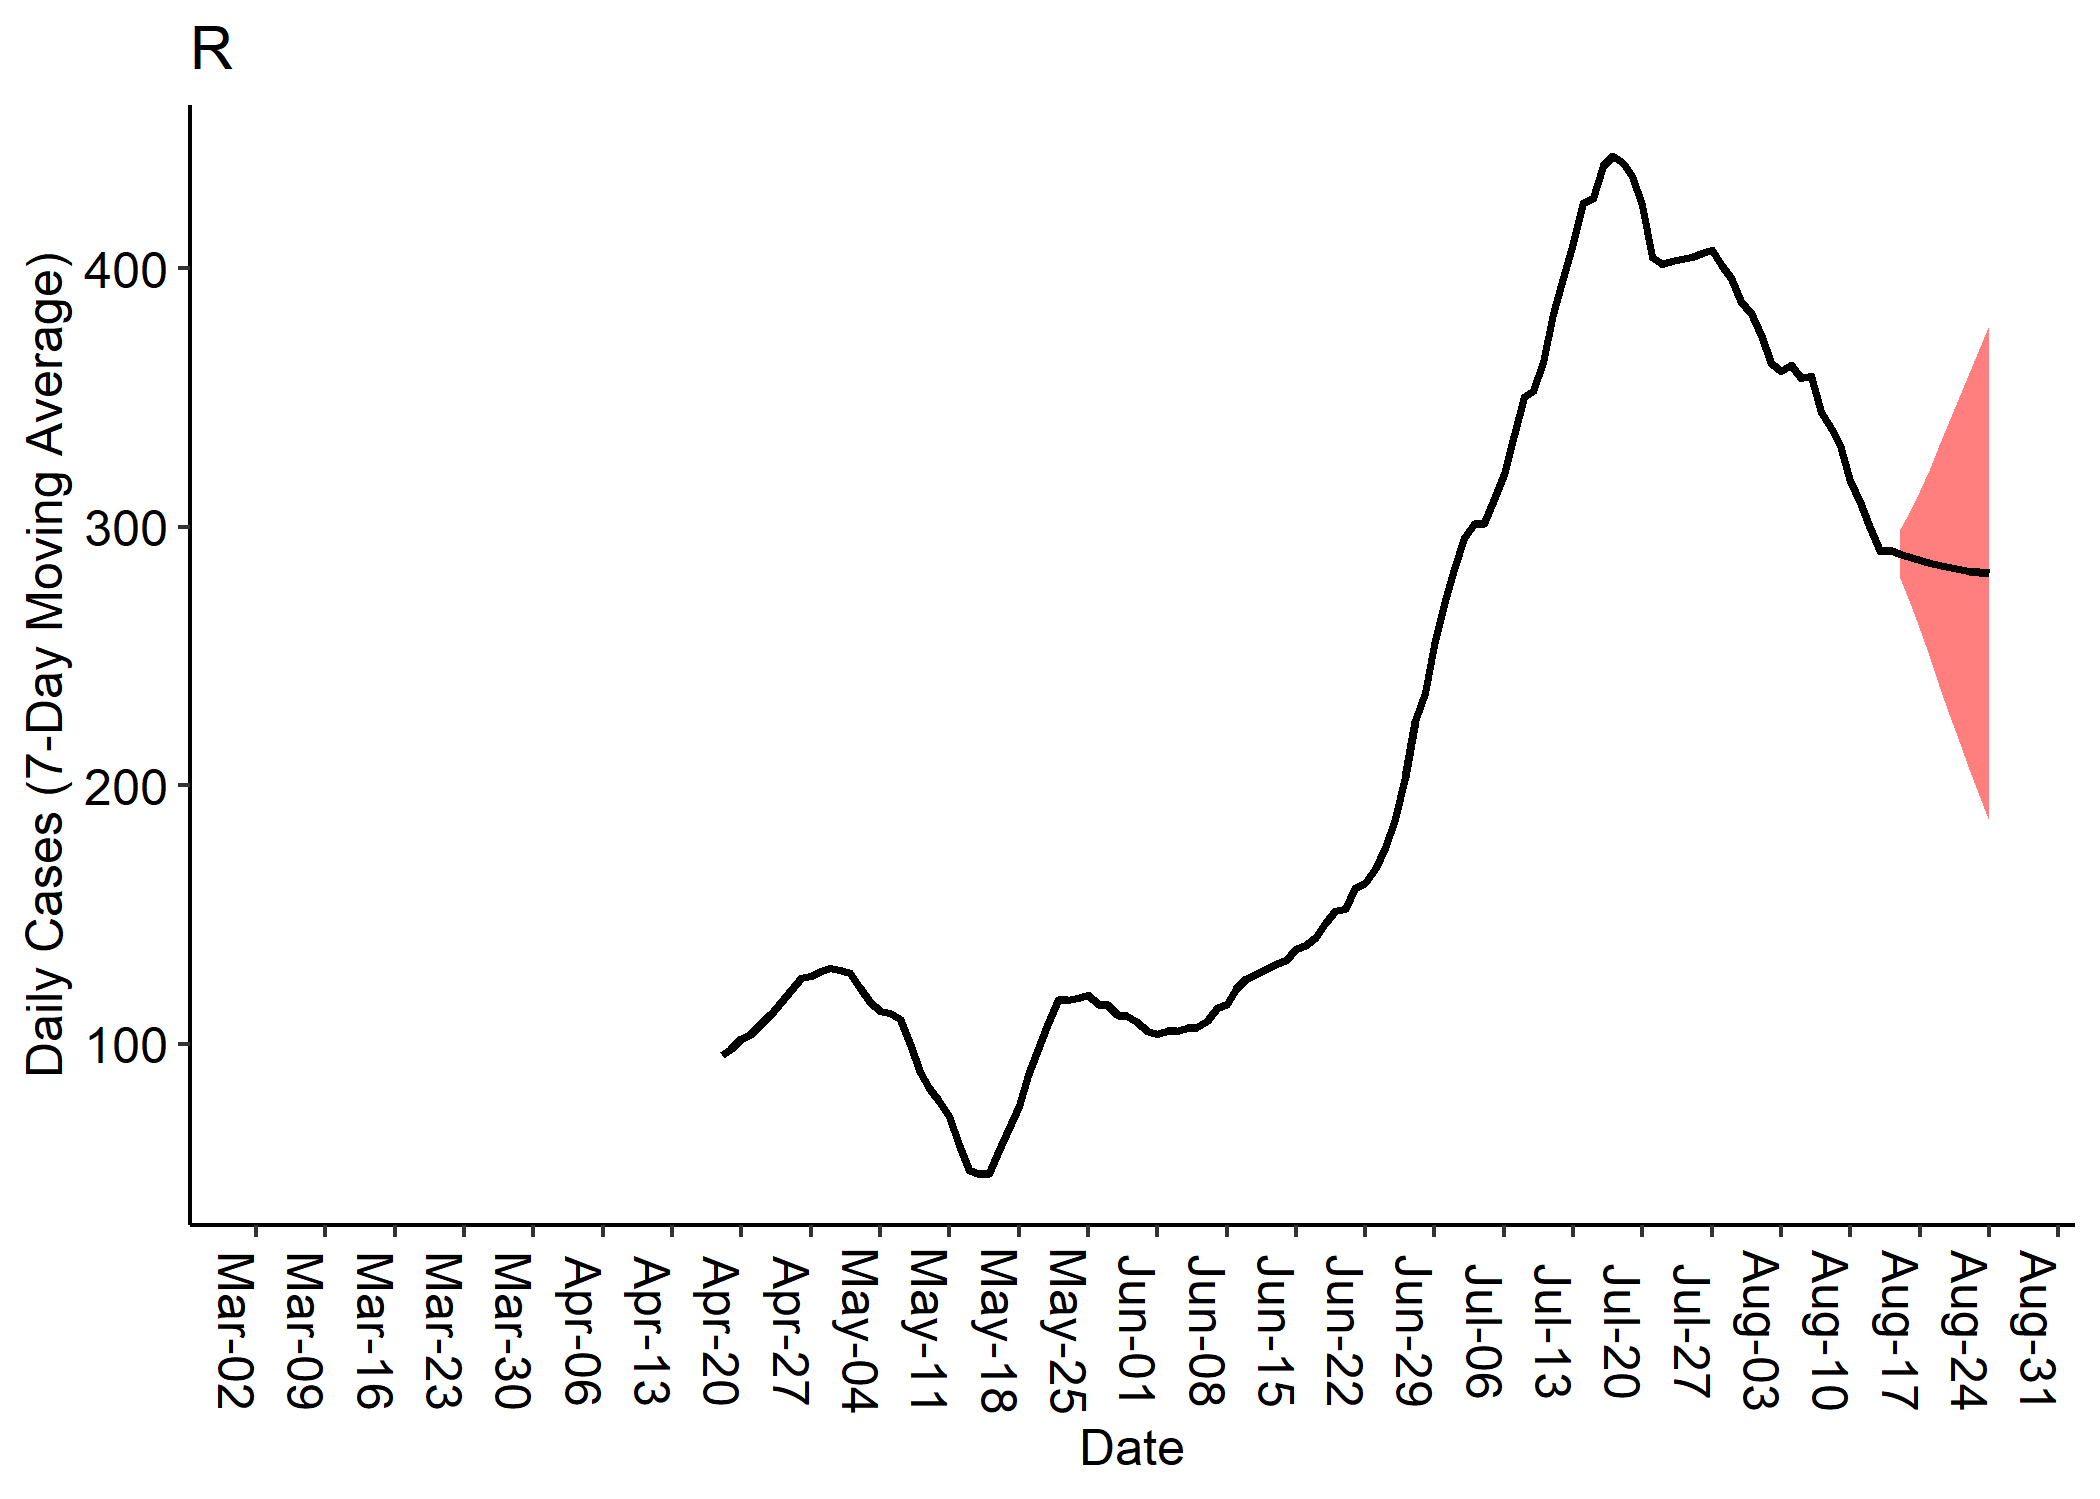 R
Daily Cases (7-Day Moving Average)
400
300
200
100
Mar-02
Mar-09
Mar-16
Mar-23
Mar-30
Apr-06
Apr-13
Apr-20
Apr-27
May-04
May-11
May-18
May-25
Jun-01
Jun-08
Jun-15
Jun-22
Jun-29
Jul-06
Jul-13
Jul-20
Jul-27
Aug-03
Aug-10
Aug-17
Aug-24
Aug-31
Date